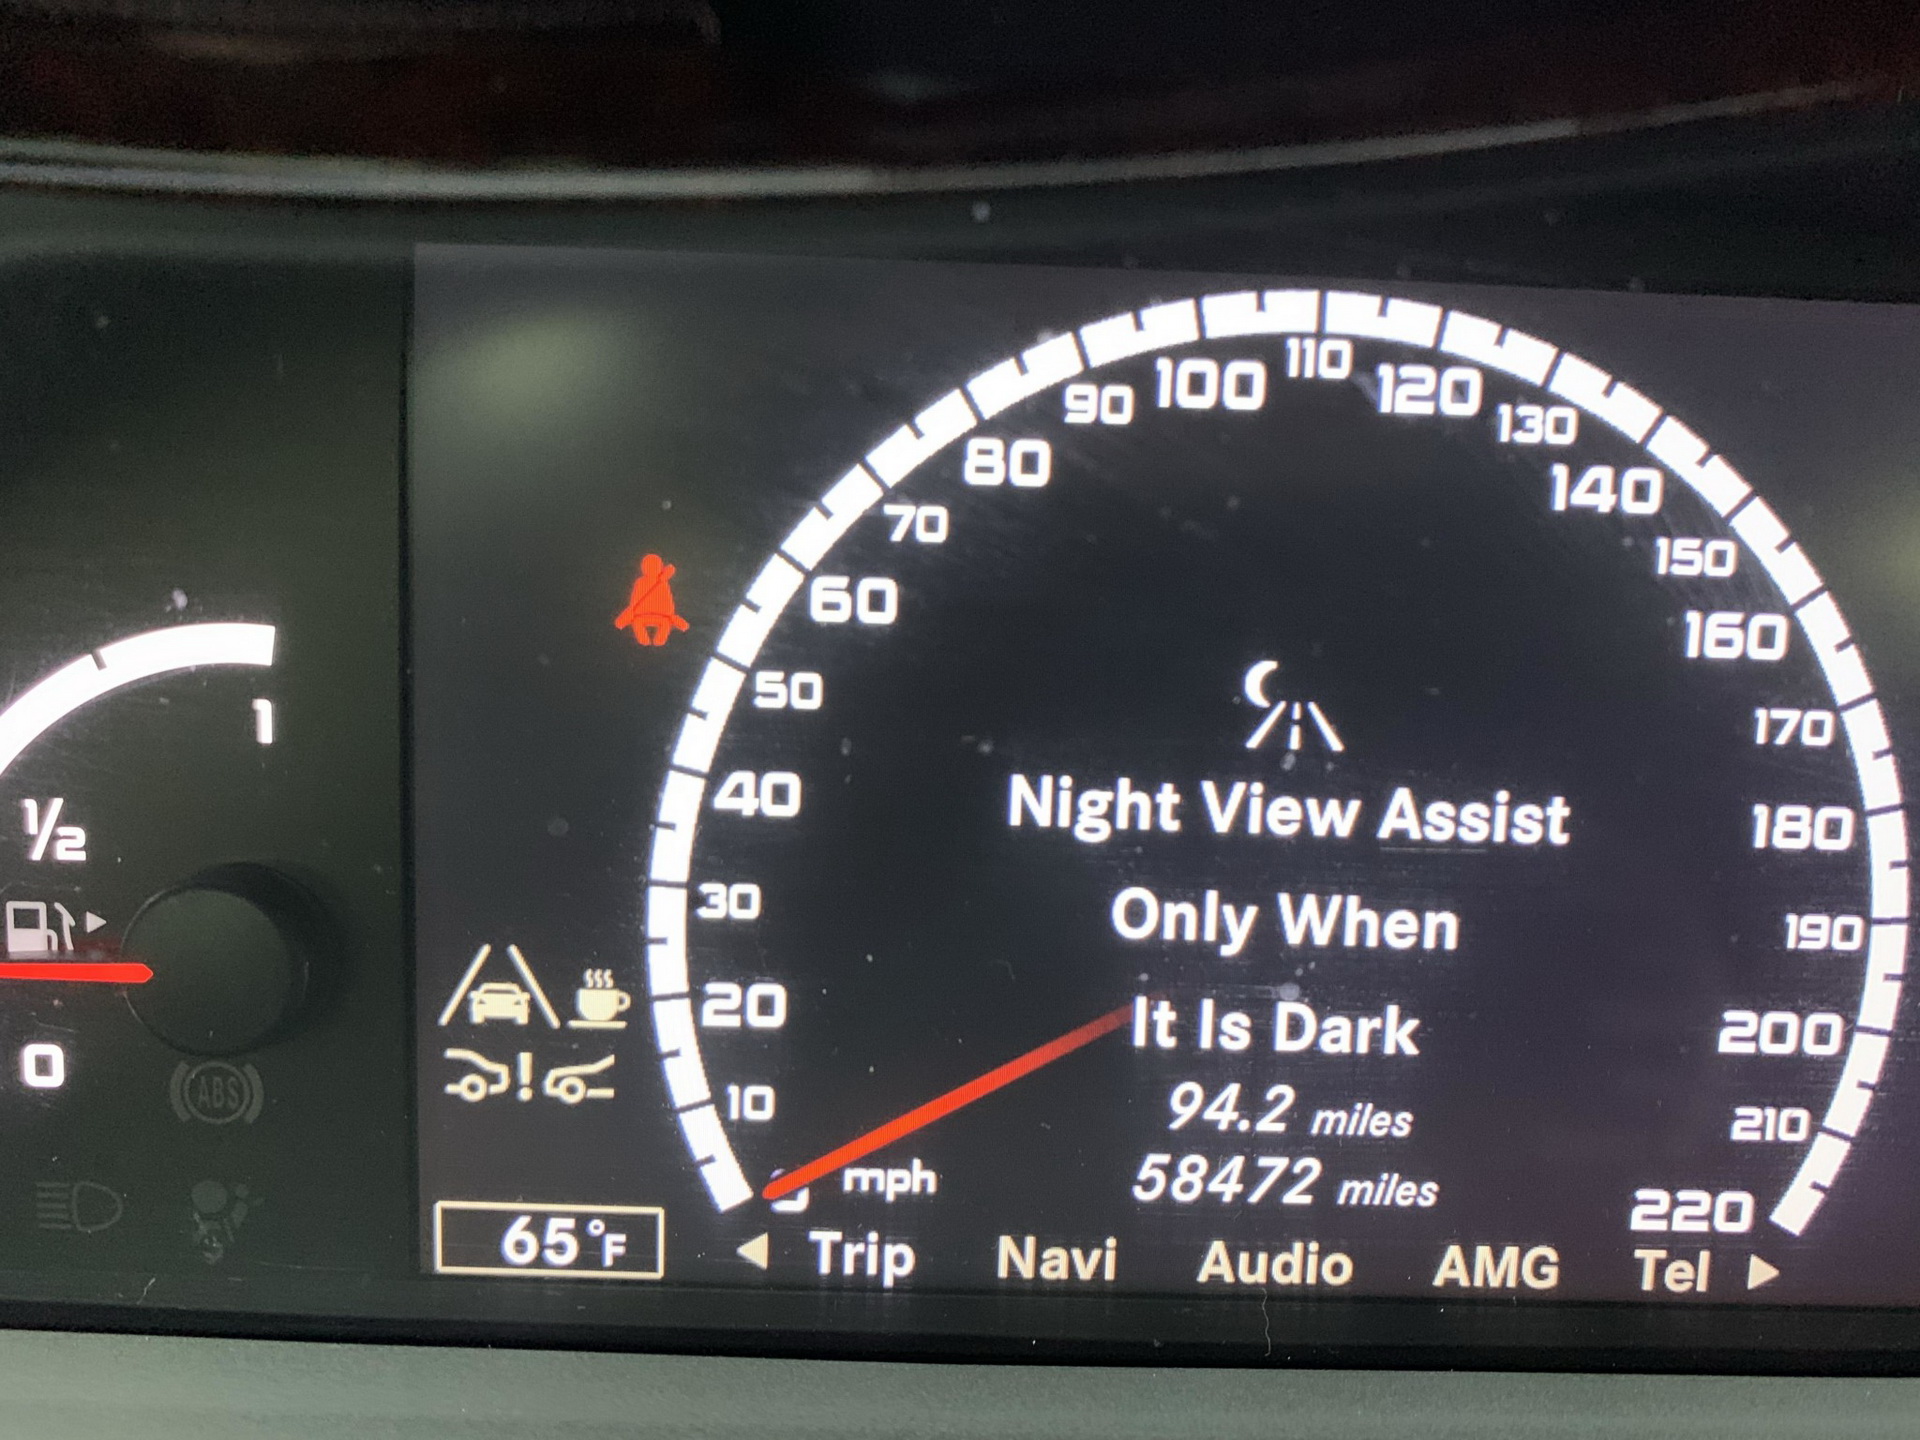 90 100 110 120 130
80 140
70 150
60 160
50 170
40 180
30 190
20 200
10 210
0 mph 220
1
1/2
0
ABS
Night View Assist
Only When
It Is Dark
94.2 miles
58472 miles
65°F
Trip Navi Audio AMG Tel